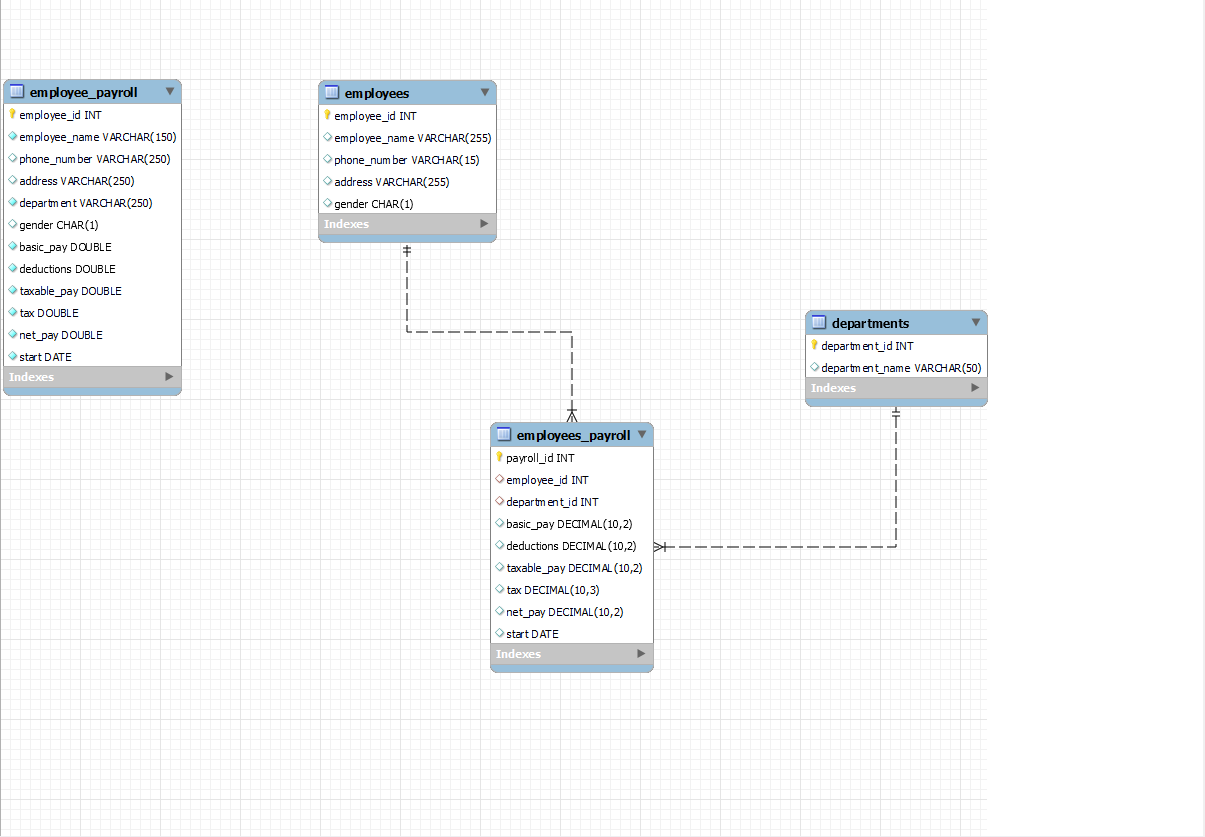 employee_payroll
employee_id INT
employee_name VARCHAR(150)
phone_number VARCHAR(250)
address VARCHAR(250)
department VARCHAR(250)
gender CHAR(1)
basic_pay DOUBLE
deductions DOUBLE
taxable_pay DOUBLE
tax DOUBLE
net_pay DOUBLE
start DATE
Indexes
employees
employee_id INT
employee_name VARCHAR(255)
phone_number VARCHAR(15)
address VARCHAR(255)
gender CHAR(1)
Indexes
departments
department_id INT
department_name VARCHAR(50)
Indexes
employees_payroll
payroll_id INT
employee_id INT
department_id INT
basic_pay DECIMAL(10,2)
deductions DECIMAL(10,2)
taxable_pay DECIMAL(10,2)
tax DECIMAL(10,3)
net_pay DECIMAL(10,2)
start DATE
Indexes